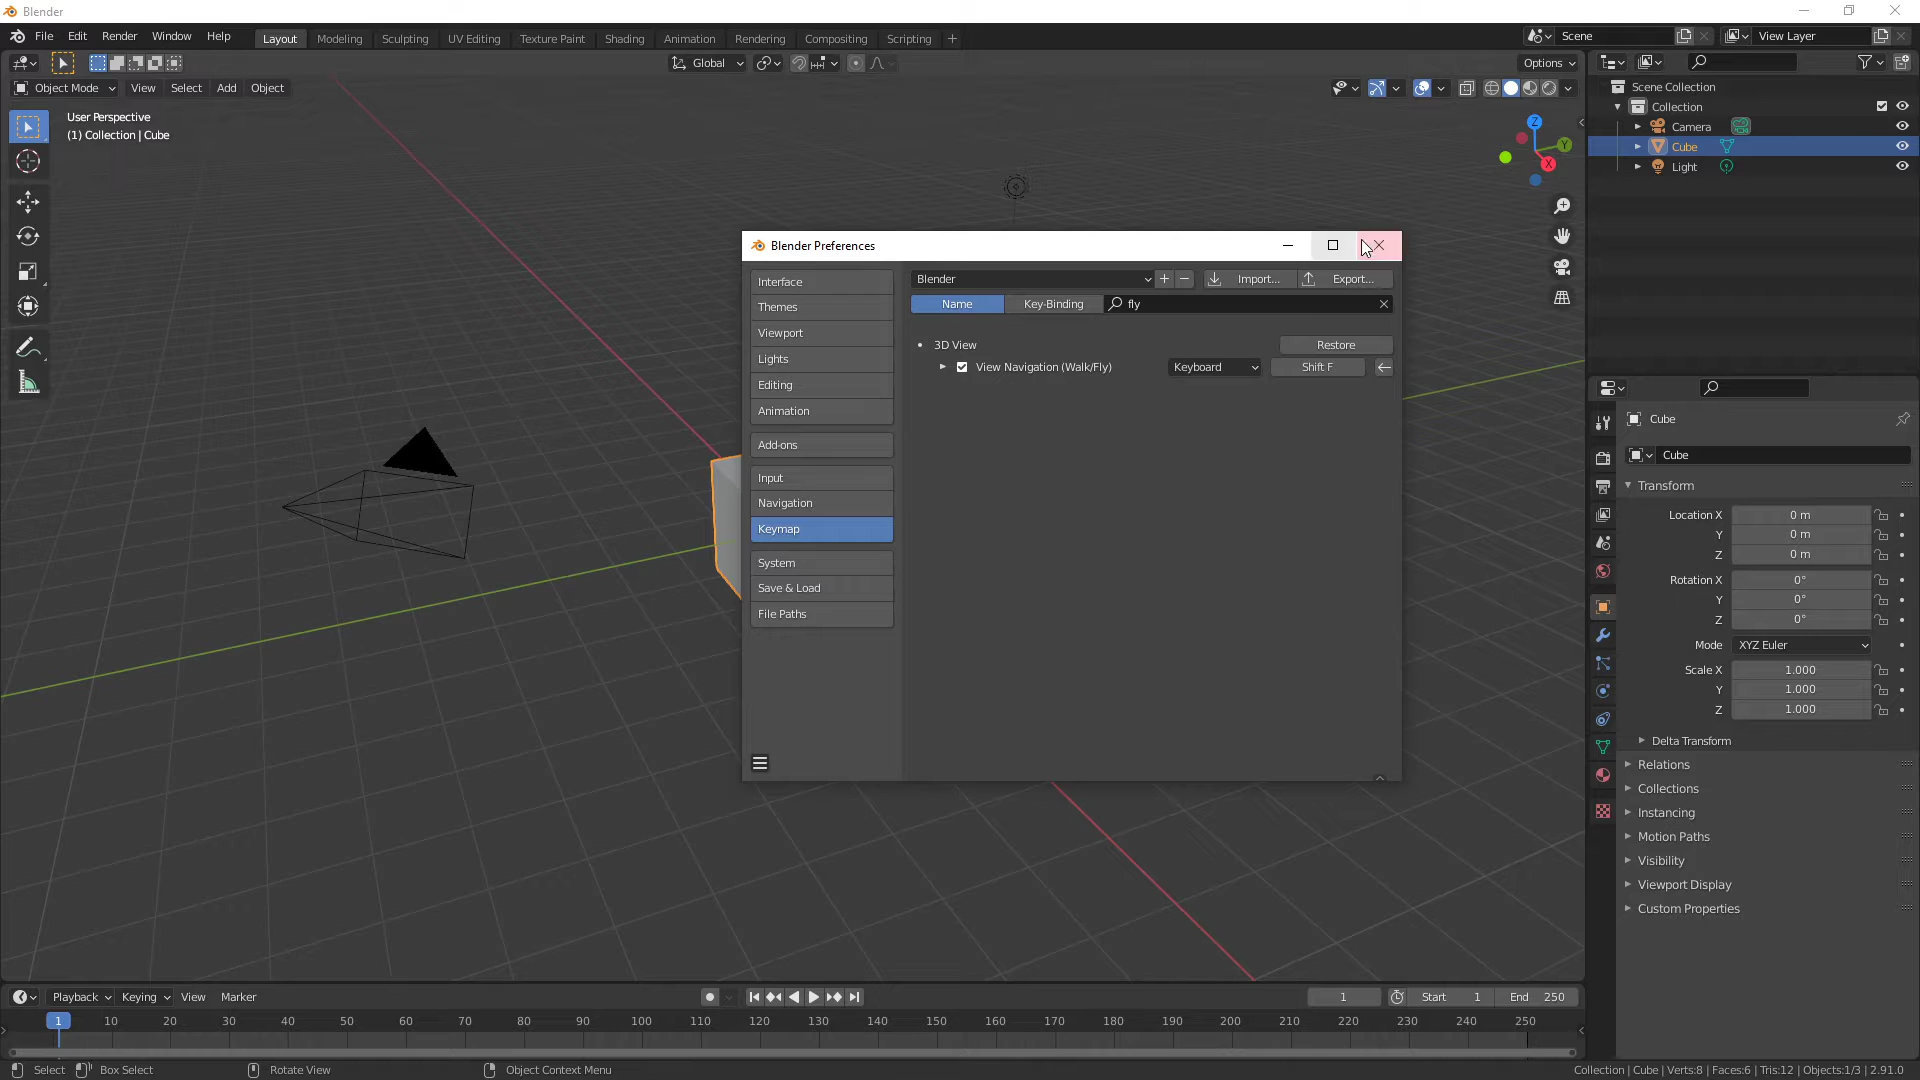 Blender
File Edit Render Window Help Layout Modeling Sculpting UV Editing Texture Paint Shading Animation Rendering Compositing Scripting + Scene View Layer
Global Options
Object Mode View Select Add Object
User Perspective
(1) Collection | Cube
Z
Y
X
Scene Collection
Collection
Camera
Cube
Light
Blender Preferences
Interface
Themes
Viewport
Lights
Editing
Animation
Add-ons
Input
Navigation
Keymap
System
Save & Load
File Paths
Blender Import... Export...
Name Key-Binding fly
3D View Restore
View Navigation (Walk/Fly) Keyboard Shift F
Cube
Cube
Transform
Location X 0 m
Y 0 m
Z 0 m
Rotation X 0°
Y 0°
Z 0°
Mode XYZ Euler
Scale X 1.000
Y 1.000
Z 1.000
Delta Transform
Relations
Collections
Instancing
Motion Paths
Visibility
Viewport Display
Custom Properties
Playback Keying View Marker 1 Start 1 End 250
1 10 20 30 40 50 60 70 80 90 100 110 120 130 140 150 160 170 180 190 200 210 220 230 240 250
Select Box Select Rotate View Object Context Menu Collection | Cube | Verts:8 | Faces:6 | Tris:12 | Objects:1/3 | 2.91.0